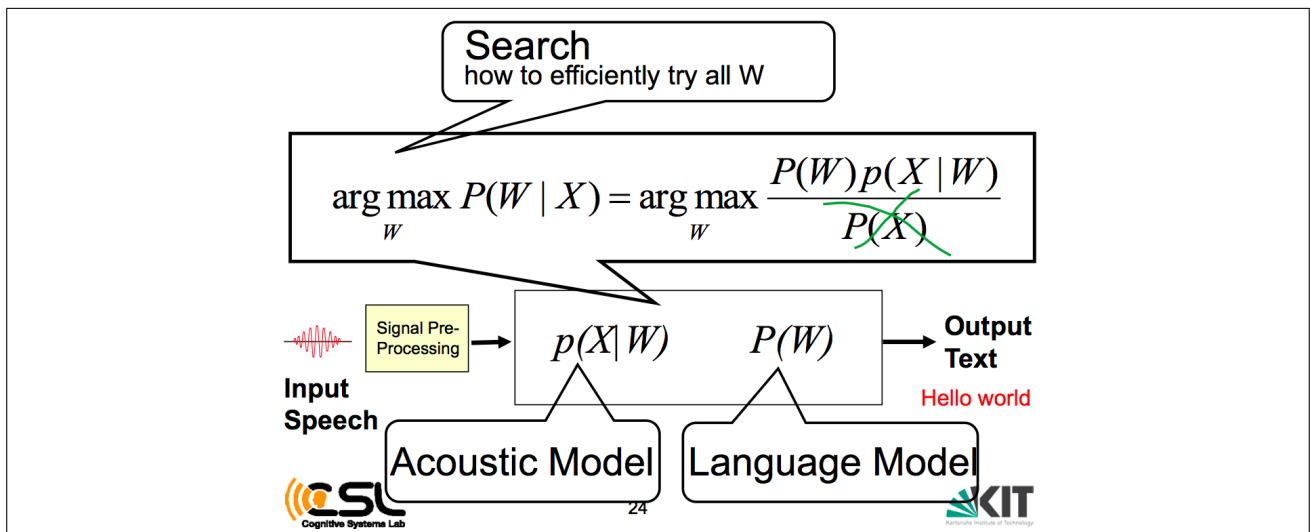 Search
how to efficiently try all W
arg max P(W | X) = arg max P(W) p(X | W) / P(X)
W W
Signal Pre-
Processing
p(X|W) P(W)
Output
Text
Input
Speech
Hello world
Acoustic Model
Language Model
CSL
Cognitive Systems Lab
24
KIT
Karlsruhe Institute of Technology